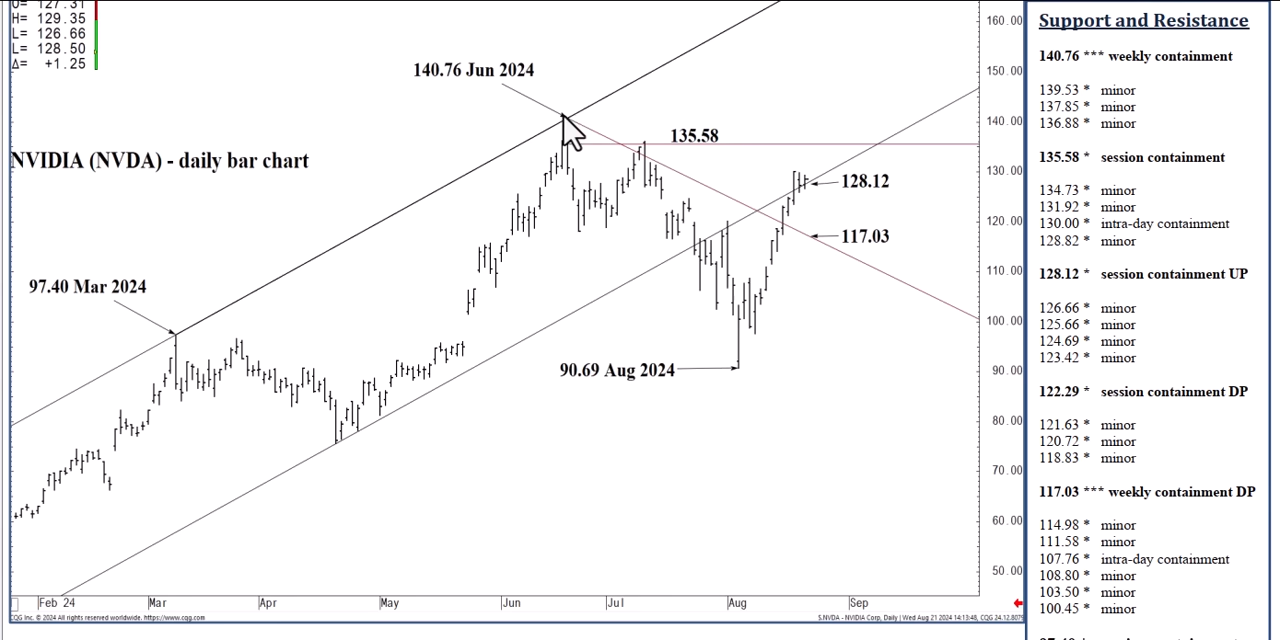 O= 127.31
H= 129.35
L= 126.66
L= 128.50
Δ= +1.25
140.76 Jun 2024
NVIDIA (NVDA) - daily bar chart
135.58
128.12
117.03
97.40 Mar 2024
90.69 Aug 2024
160.00
150.00
140.00
130.00
120.00
110.00
100.00
90.00
80.00
70.00
60.00
50.00
Feb 24
Mar
Apr
May
Jun
Jul
Aug
Sep
CQG Inc. © 2024 All rights reserved worldwide. https://www.cqg.com
S.NVDA - NVIDIA Corp, Daily | Wed Aug 21 2024 14:13:48, CQG 24.12.8079
Support and Resistance
140.76 *** weekly containment
139.53 * minor
137.85 * minor
136.88 * minor
135.58 * session containment
134.73 * minor
131.92 * minor
130.00 * intra-day containment
128.82 * minor
128.12 * session containment UP
126.66 * minor
125.66 * minor
124.69 * minor
123.42 * minor
122.29 * session containment DP
121.63 * minor
120.72 * minor
118.83 * minor
117.03 *** weekly containment DP
114.98 * minor
111.58 * minor
107.76 * intra-day containment
108.80 * minor
103.50 * minor
100.45 * minor